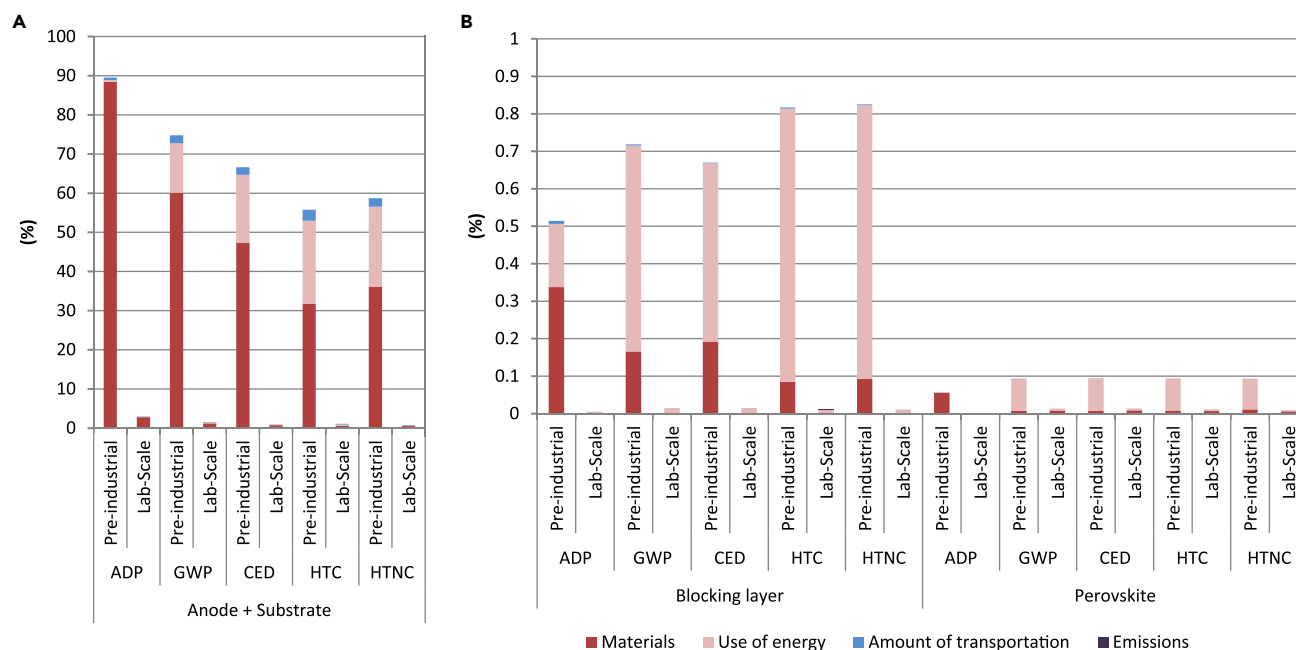 A
(%)
100
90
80
70
60
50
40
30
20
10
0
Pre-industrial
Lab-Scale
Pre-industrial
Lab-Scale
Pre-industrial
Lab-Scale
Pre-industrial
Lab-Scale
Pre-industrial
Lab-Scale
ADP GWP CED HTC HTNC
Anode + Substrate
B
(%)
1
0.9
0.8
0.7
0.6
0.5
0.4
0.3
0.2
0.1
0
Pre-industrial
Lab-Scale
Pre-industrial
Lab-Scale
Pre-industrial
Lab-Scale
Pre-industrial
Lab-Scale
Pre-industrial
Lab-Scale
Pre-industrial
Lab-Scale
Pre-industrial
Lab-Scale
Pre-industrial
Lab-Scale
Pre-industrial
Lab-Scale
Pre-industrial
Lab-Scale
ADP GWP CED HTC HTNC ADP GWP CED HTC HTNC
Blocking layer Perovskite
Materials Use of energy Amount of transportation Emissions